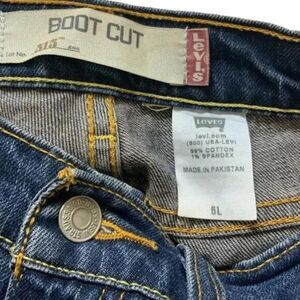 BOOT CUT
Lot No.
515™
Levi's
LEVI'S
levi.com
(800) USA-LEVI
99% COTTON
1% SPANDEX
MADE IN PAKISTAN
6L